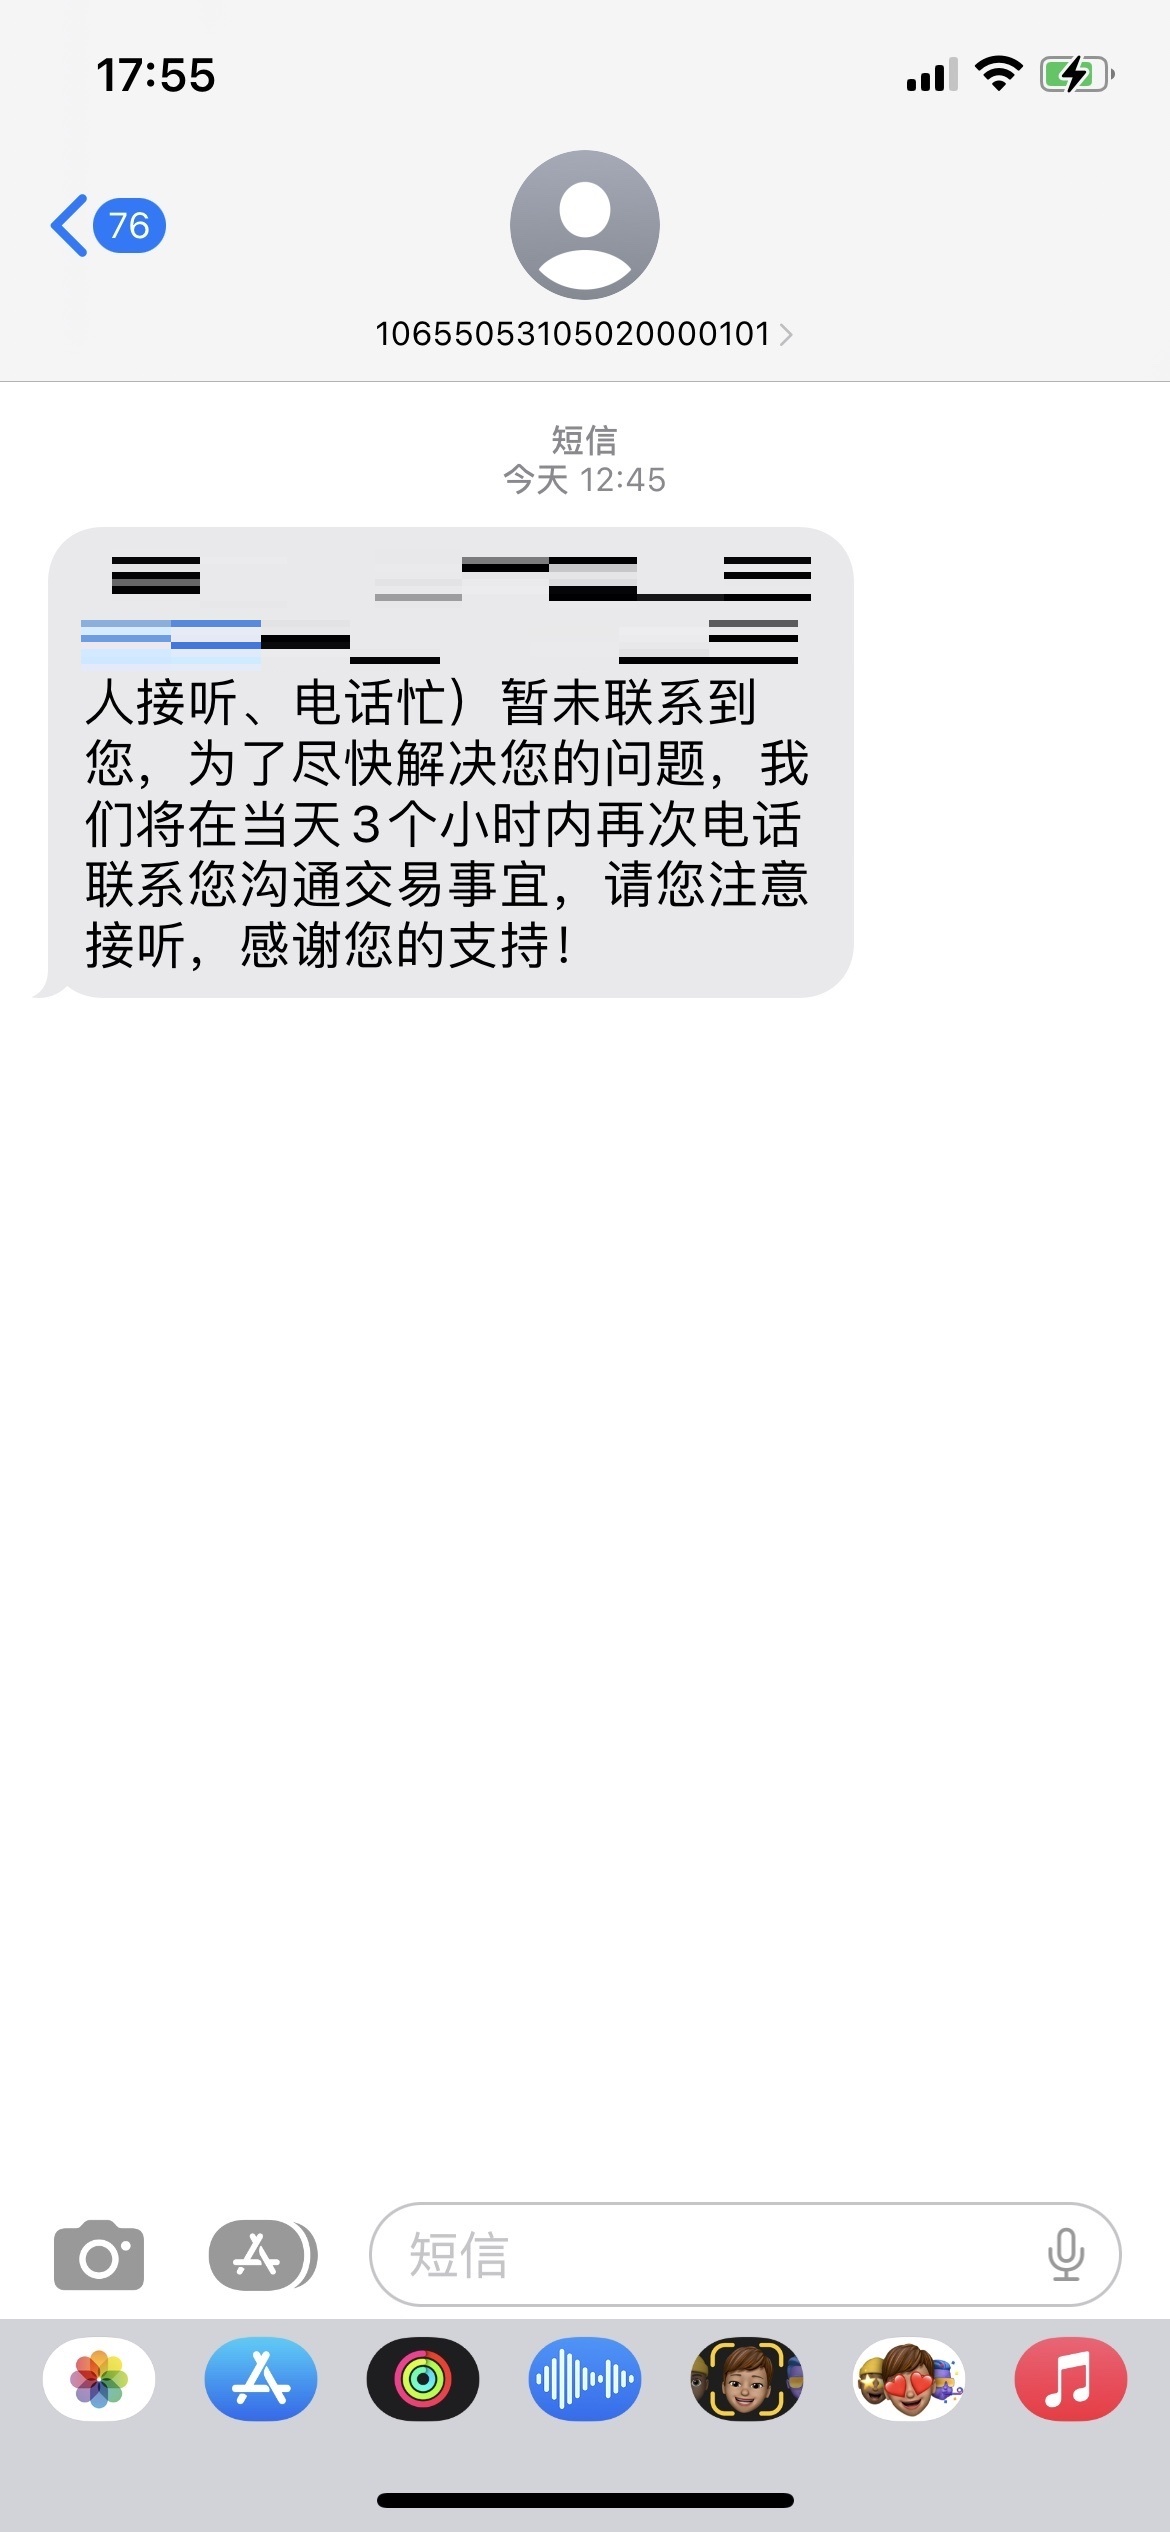 17:55
76
10655053105020000101
短信
今天 12:45
人接听、电话忙）暂未联系到
您，为了尽快解决您的问题，我
们将在当天3个小时内再次电话
联系您沟通交易事宜，请您注意
接听，感谢您的支持！
短信